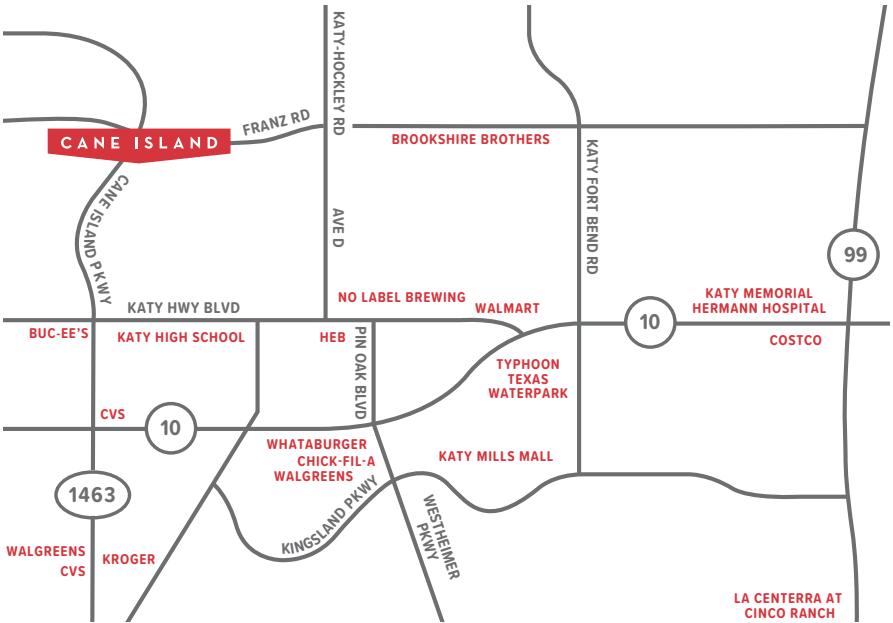 KATY-HOCKLEY RD
FRANZ RD
CANE ISLAND
BROOKSHIRE BROTHERS
KATY FORT BEND RD
CANE ISLAND PKWY
AVE D
99
KATY HWY BLVD
NO LABEL BREWING
WALMART
KATY MEMORIAL
HERMANN HOSPITAL
10
BUC-EE'S
KATY HIGH SCHOOL
HEB
PIN OAK BLVD
COSTCO
TYPHOON
TEXAS
WATERPARK
CVS
10
WHATABURGER
CHICK-FIL-A
WALGREENS
KATY MILLS MALL
1463
KINGSLAND PKWY
WESTHEIMER
PKWY
WALGREENS
CVS
KROGER
LA CENTERRA AT
CINCO RANCH